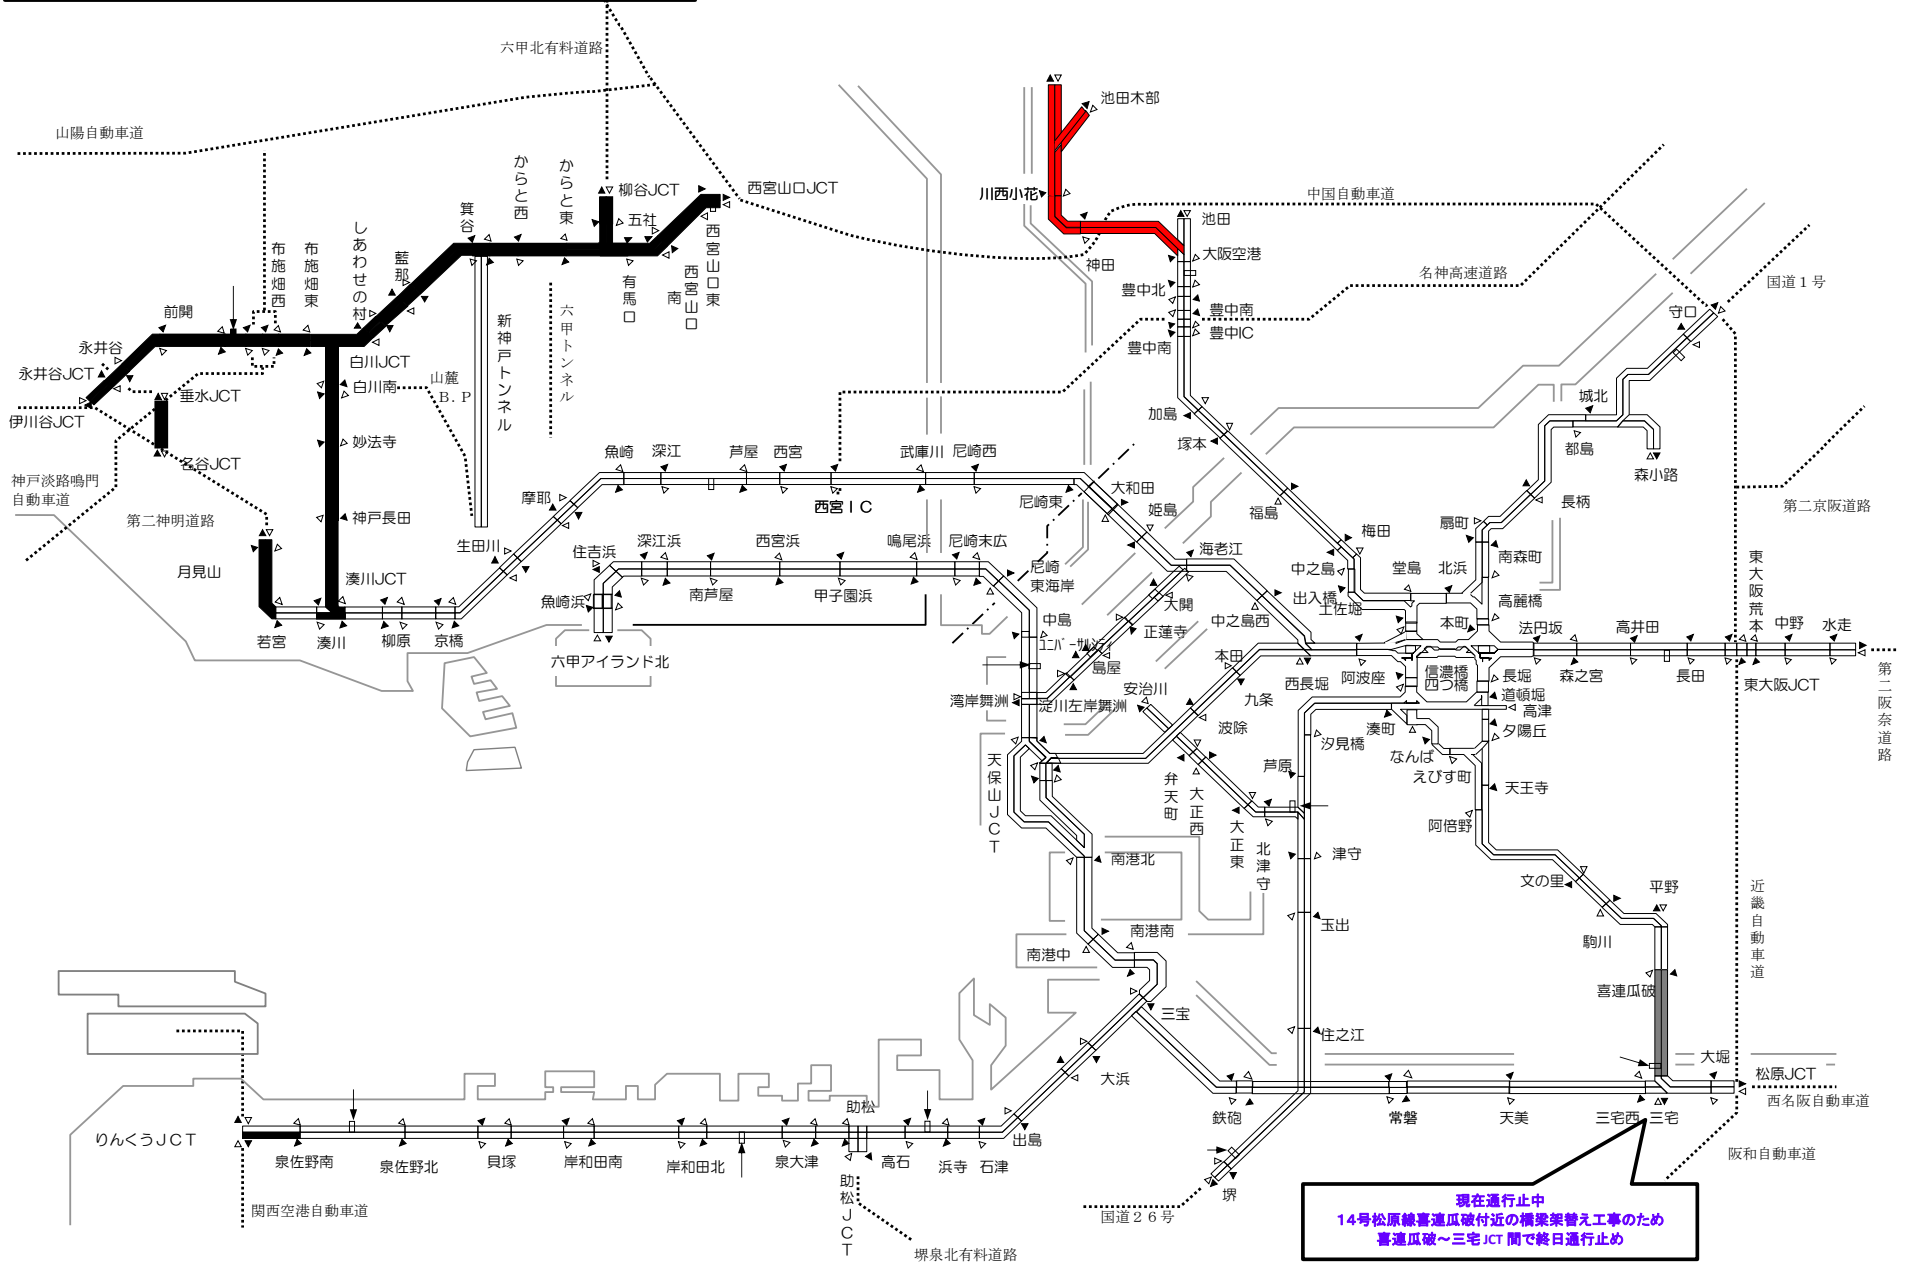 六甲北有料道路
山陽自動車道
池田木部
中国自動車道
川西小花
池田
大阪空港
神田
名神高速道路
国道１号
豊中北
豊中南
豊中IC
豊中南
守口
からと西
からと東
柳谷JCT
西宮山口JCT
箕谷
五社
西宮山口東
西宮山口南
有馬口
しあわせの村
藍那
布施畑西
布施畑東
前開
永井谷
永井谷JCT
伊川谷JCT
垂水JCT
名谷JCT
白川JCT
白川南
山麓
B．P
新神戸トンネル
六甲トンネル
妙法寺
神戸淡路鳴門
自動車道
第二神明道路
神戸長田
月見山
湊川JCT
若宮
湊川
柳原
京橋
生田川
摩耶
魚崎
深江
芦屋
西宮
西宮ＩＣ
武庫川
尼崎西
尼崎東
大和田
姫島
海老江
加島
塚本
福島
梅田
中之島
出入橋
土佐堀
堂島
北浜
扇町
南森町
高麗橋
長柄
都島
城北
森小路
第二京阪道路
東大阪荒本
住吉浜
深江浜
西宮浜
鳴尾浜
尼崎末広
尼崎
東海岸
魚崎浜
南芦屋
甲子園浜
六甲アイランド北
中島
ﾕﾆﾊﾞｰｻﾙｼﾃｨ
大開
正蓮寺
島屋
湾岸舞洲
淀川左岸舞洲
安治川
中之島西
本田
九条
波除
西長堀
阿波座
本町
信濃橋
四つ橋
長堀
道頓堀
高津
夕陽丘
法円坂
森之宮
高井田
長田
中野
水走
東大阪JCT
第二阪奈道路
湊町
なんば
えびす町
天王寺
阿倍野
汐見橋
芦原
弁天町
大正西
大正東
北津守
津守
玉出
住之江
天保山JCT
南港北
南港南
南港中
三宝
文の里
駒川
平野
喜連瓜破
近畿自動車道
大堀
松原JCT
西名阪自動車道
大浜
出島
鉄砲
常磐
天美
三宅西
三宅
阪和自動車道
堺
国道２６号
りんくうＪＣＴ
泉佐野南
泉佐野北
貝塚
岸和田南
岸和田北
泉大津
助松
高石
浜寺
石津
助松JCT
関西空港自動車道
堺泉北有料道路
現在通行止中
14号松原線喜連瓜破付近の橋梁架替え工事のため
喜連瓜破～三宅 JCT 間で終日通行止め